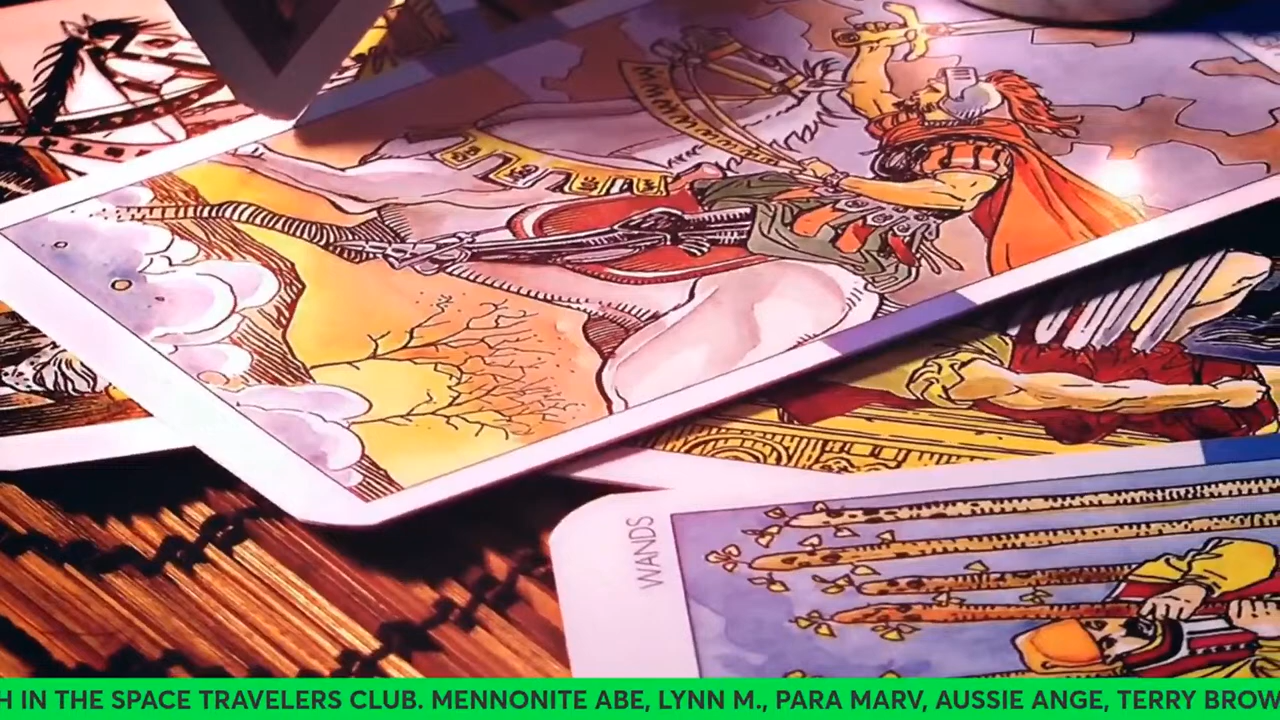 WANDS
H IN THE SPACE TRAVELERS CLUB. MENNONITE ABE, LYNN M., PARA MARV, AUSSIE ANGE, TERRY BROW